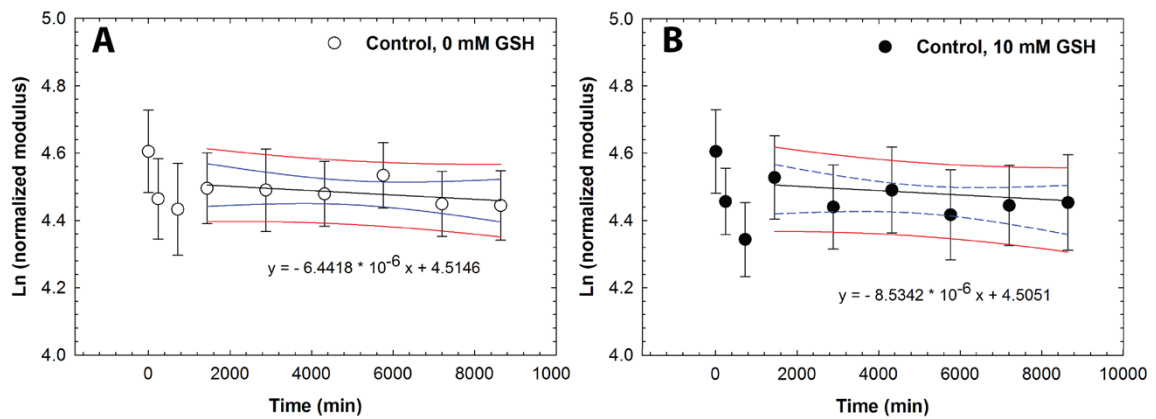 A
Control, 0 mM GSH
Ln (normalized modulus)
5.0
4.8
4.6
4.4
4.2
4.0
y = - 6.4418 * 10^-6 x + 4.5146
0 2000 4000 6000 8000 10000
Time (min)
B
Control, 10 mM GSH
Ln (normalized modulus)
5.0
4.8
4.6
4.4
4.2
4.0
y = - 8.5342 * 10^-6 x + 4.5051
0 2000 4000 6000 8000 10000
Time (min)